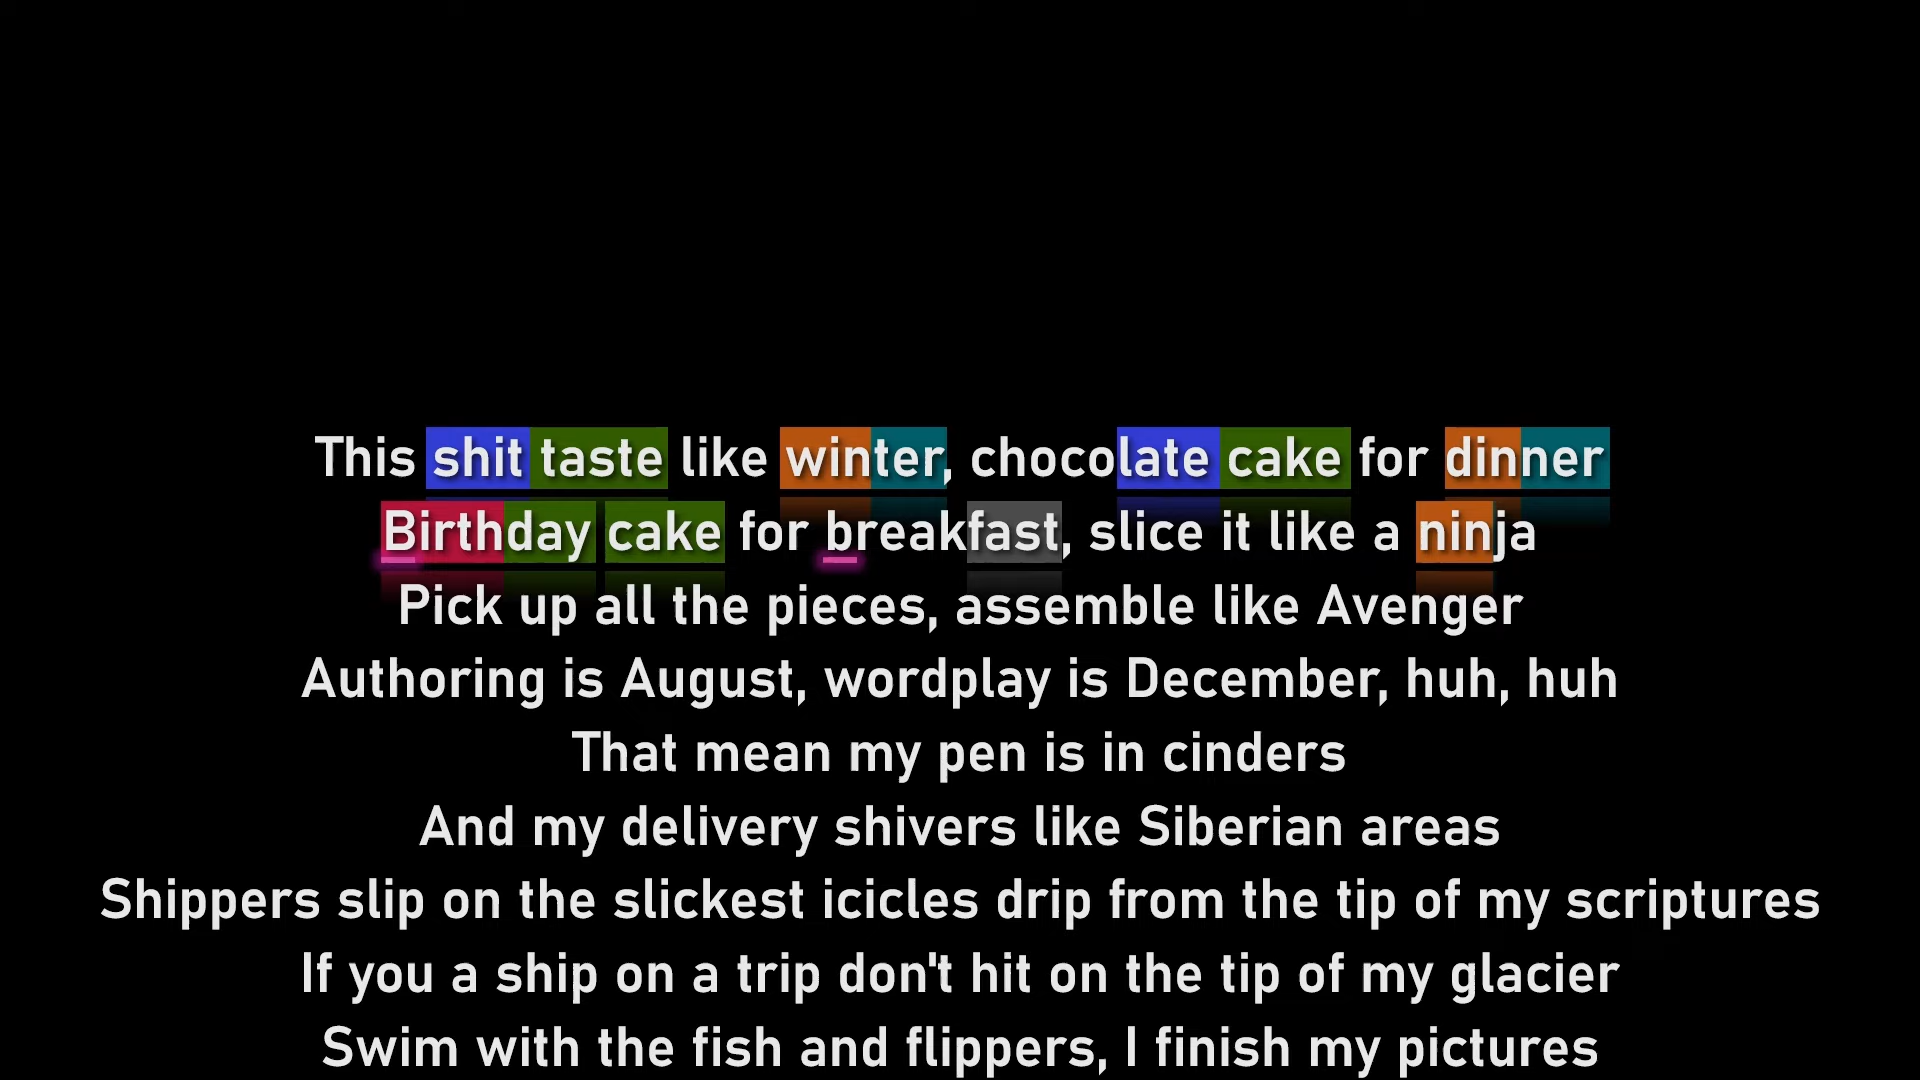 This shit taste like winter, chocolate cake for dinner
Birthday cake for breakfast, slice it like a ninja
Pick up all the pieces, assemble like Avenger
Authoring is August, wordplay is December, huh, huh
That mean my pen is in cinders
And my delivery shivers like Siberian areas
Shippers slip on the slickest icicles drip from the tip of my scriptures
If you a ship on a trip don't hit on the tip of my glacier
Swim with the fish and flippers, I finish my pictures